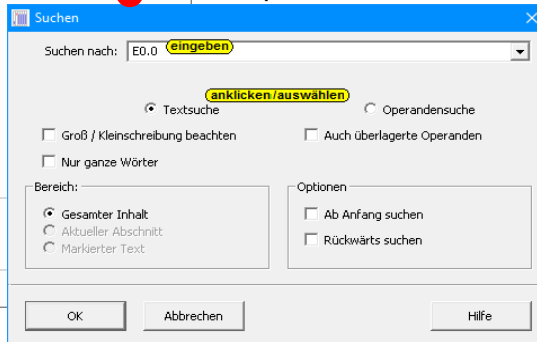 Suchen
Suchen nach: E0.0 eingeben
anklicken/auswählen
Textsuche Operandensuche
Groß / Kleinschreibung beachten Auch überlagerte Operanden
Nur ganze Wörter
Bereich: Optionen
Gesamter Inhalt Ab Anfang suchen
Aktueller Abschnitt
Markierter Text Rückwärts suchen
OK Abbrechen Hilfe